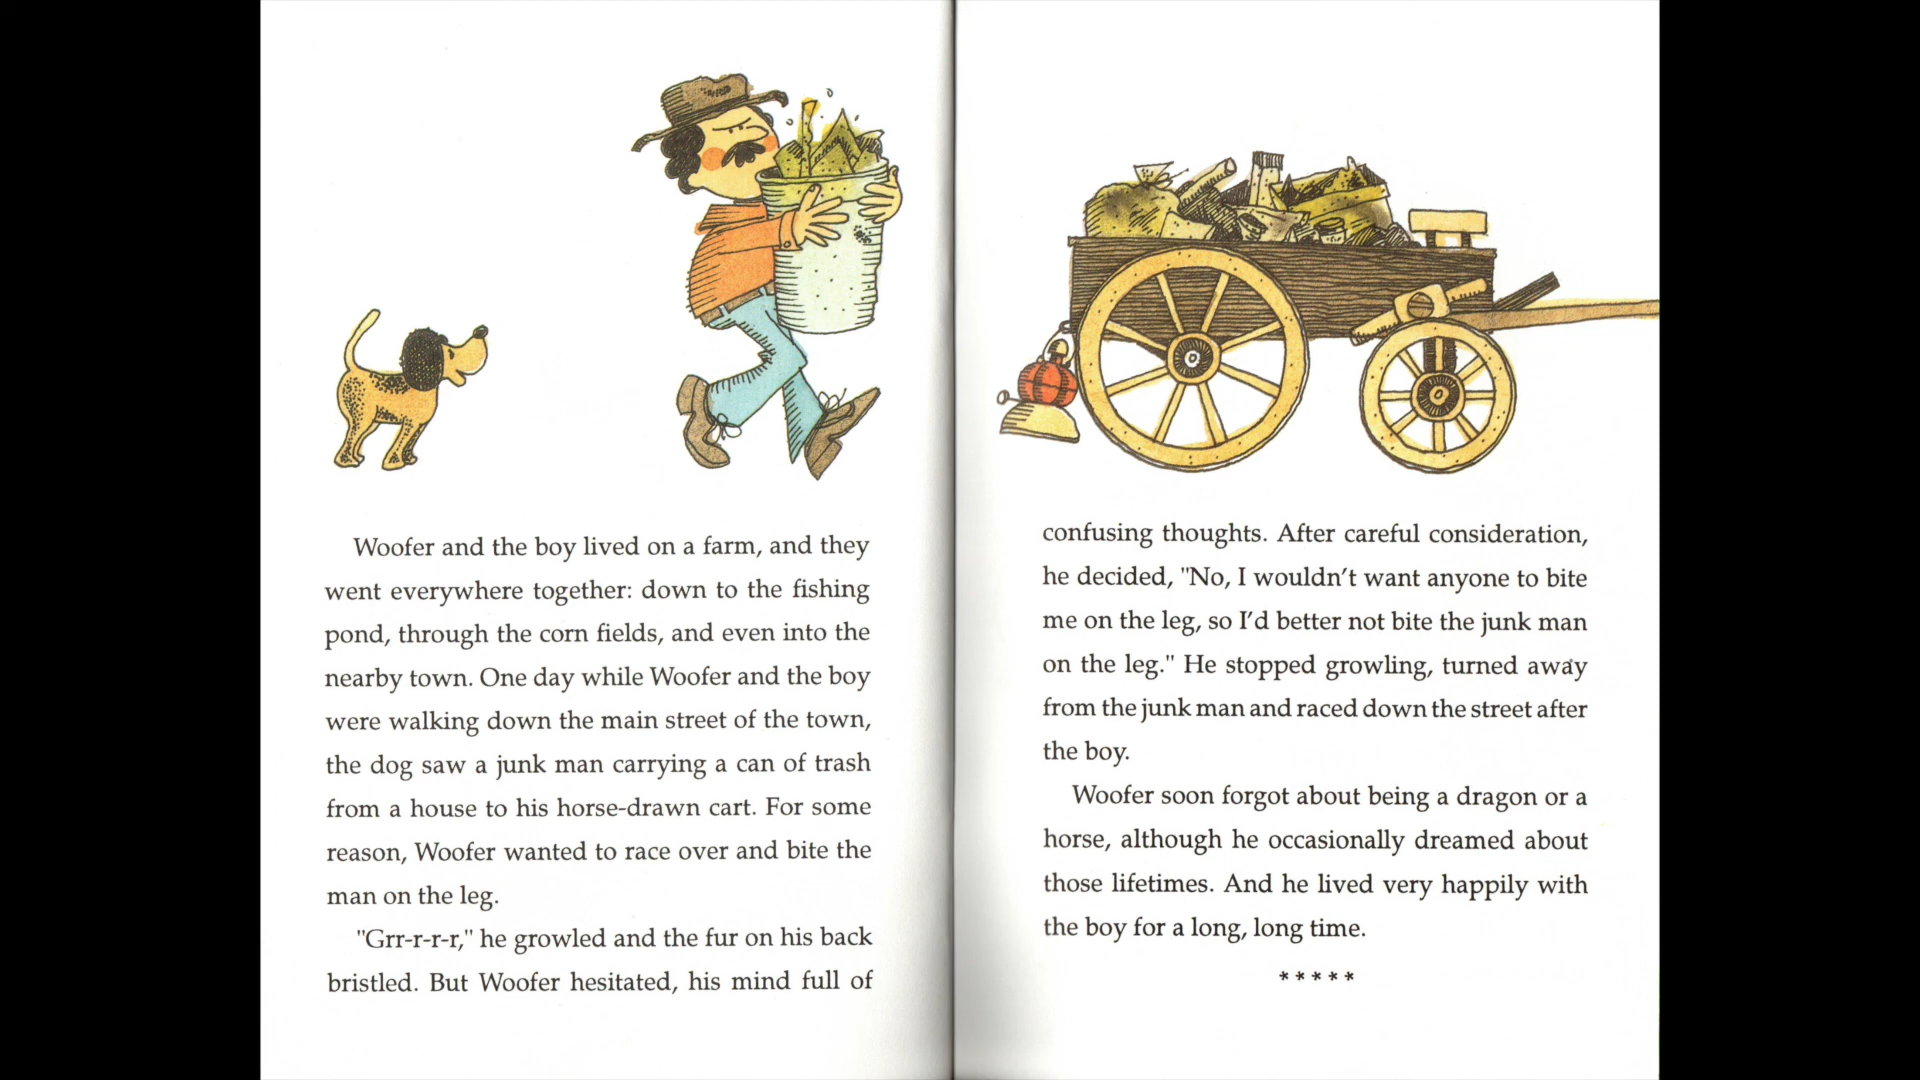 Woofer and the boy lived on a farm, and they
went everywhere together: down to the fishing
pond, through the corn fields, and even into the
nearby town. One day while Woofer and the boy
were walking down the main street of the town,
the dog saw a junk man carrying a can of trash
from a house to his horse-drawn cart. For some
reason, Woofer wanted to race over and bite the
man on the leg.
"Grr-r-r-r," he growled and the fur on his back
bristled. But Woofer hesitated, his mind full of
confusing thoughts. After careful consideration,
he decided, "No, I wouldn't want anyone to bite
me on the leg, so I'd better not bite the junk man
on the leg." He stopped growling, turned away
from the junk man and raced down the street after
the boy.
Woofer soon forgot about being a dragon or a
horse, although he occasionally dreamed about
those lifetimes. And he lived very happily with
the boy for a long, long time.
*****